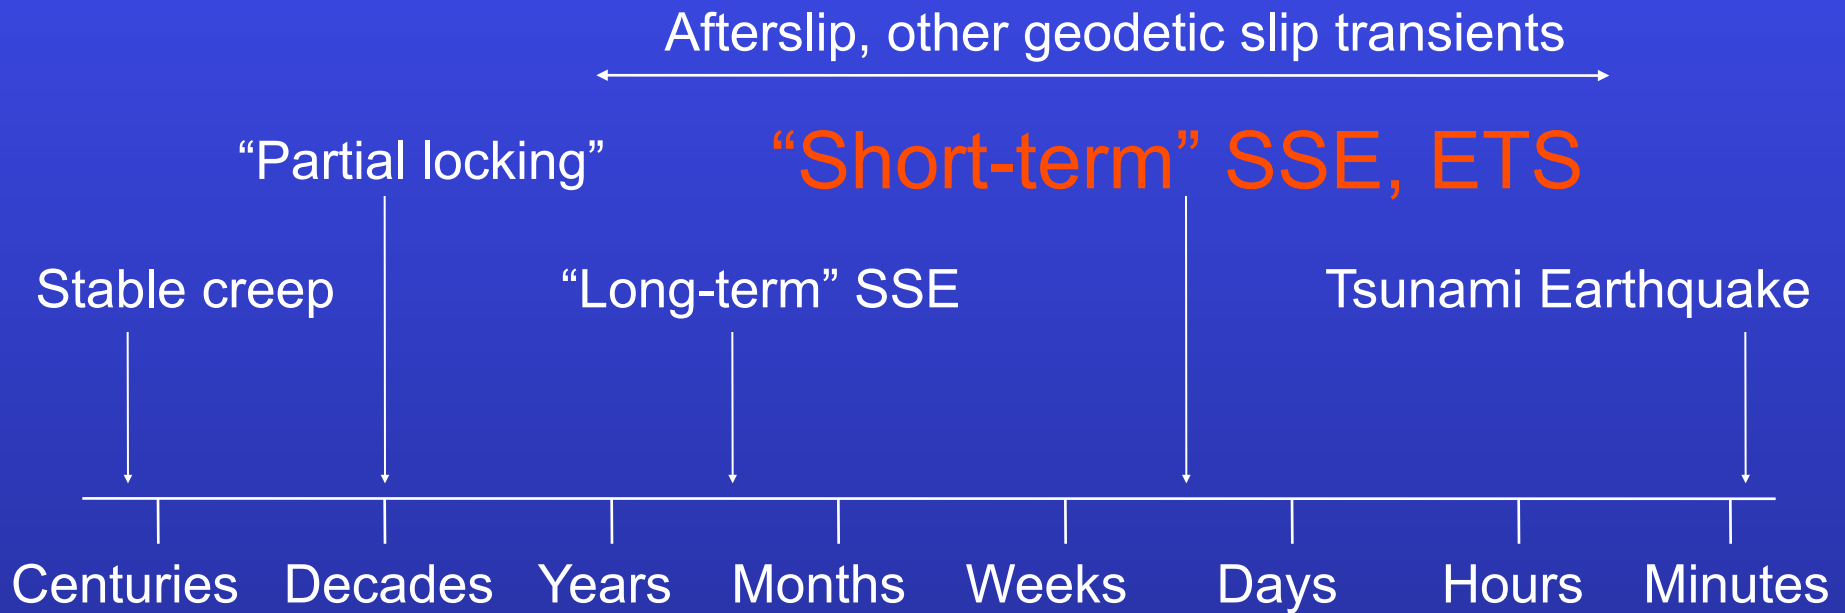 Afterslip, other geodetic slip transients
“Partial locking”
“Short-term” SSE, ETS
Stable creep
“Long-term” SSE
Tsunami Earthquake
Centuries Decades Years Months Weeks Days Hours Minutes